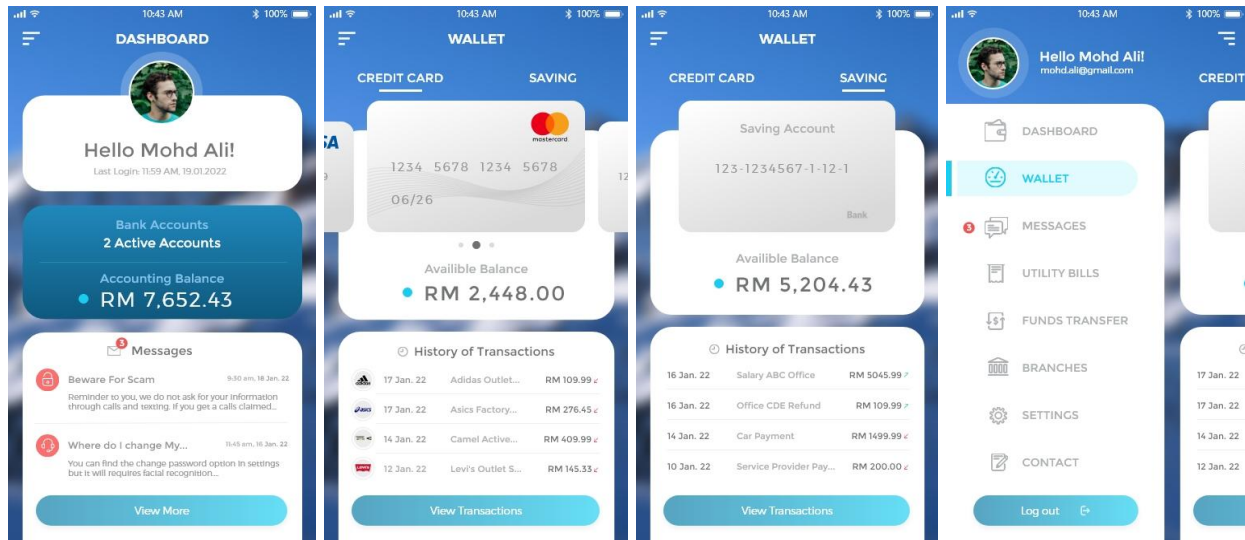 10:43 AM
100%
DASHBOARD
Hello Mohd Ali!
Last Login: 11:59 AM, 19.01.2022
Bank Accounts
2 Active Accounts
Accounting Balance
RM 7,652.43
3
Messages
Beware For Scam
9:30 am, 18 Jan. 22
Reminder to you, we do not ask for your information
through calls and texting. If you get a calls claimed...
Where do I change My...
11:45 am, 16 Jan. 22
You can find the change password option in settings
but it will requires facial recognition...
View More
10:43 AM
100%
WALLET
CREDIT CARD SAVING
SA
mastercard
1234 5678 1234 5678
12
06/26
Availible Balance
RM 2,448.00
History of Transactions
adidas 17 Jan. 22 Adidas Outlet... RM 109.99
asics 17 Jan. 22 Asics Factory... RM 276.45
14 Jan. 22 Camel Active... RM 409.99
Levi's 12 Jan. 22 Levi's Outlet S... RM 145.33
View Transactions
10:43 AM
100%
WALLET
CREDIT CARD SAVING
Saving Account
123-1234567-1-12-1
Bank
Availible Balance
RM 5,204.43
History of Transactions
16 Jan. 22 Salary ABC Office RM 5045.99
16 Jan. 22 Office CDE Refund RM 109.99
14 Jan. 22 Car Payment RM 1499.99
10 Jan. 22 Service Provider Pay... RM 200.00
View Transactions
10:43 AM
100%
Hello Mohd Ali!
mohd.ali@gmail.com
CREDIT
DASHBOARD
WALLET
3 MESSAGES
UTILITY BILLS
FUNDS TRANSFER
BRANCHES
SETTINGS
CONTACT
Log out
17 Jan. 22
17 Jan. 22
14 Jan. 22
12 Jan. 22